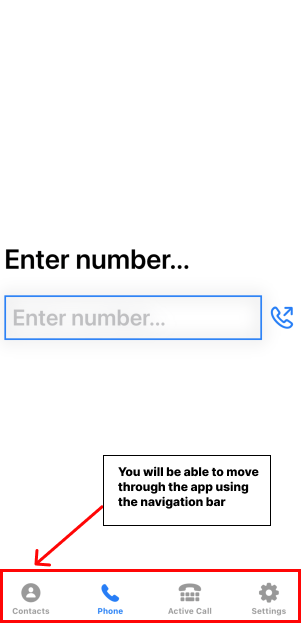 Enter number...
Enter number...
You will be able to move
through the app using
the navigation bar
Contacts
Phone
Active Call
Settings